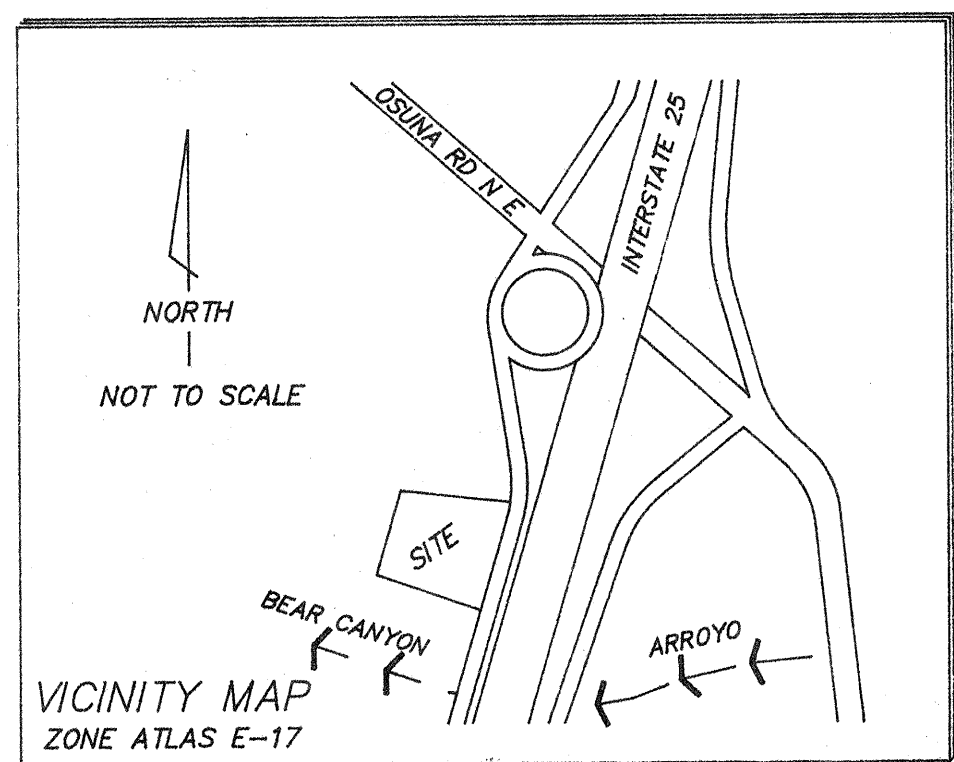 OSUNA RD N E
INTERSTATE 25
NORTH
NOT TO SCALE
SITE
BEAR CANYON
ARROYO
VICINITY MAP
ZONE ATLAS E-17